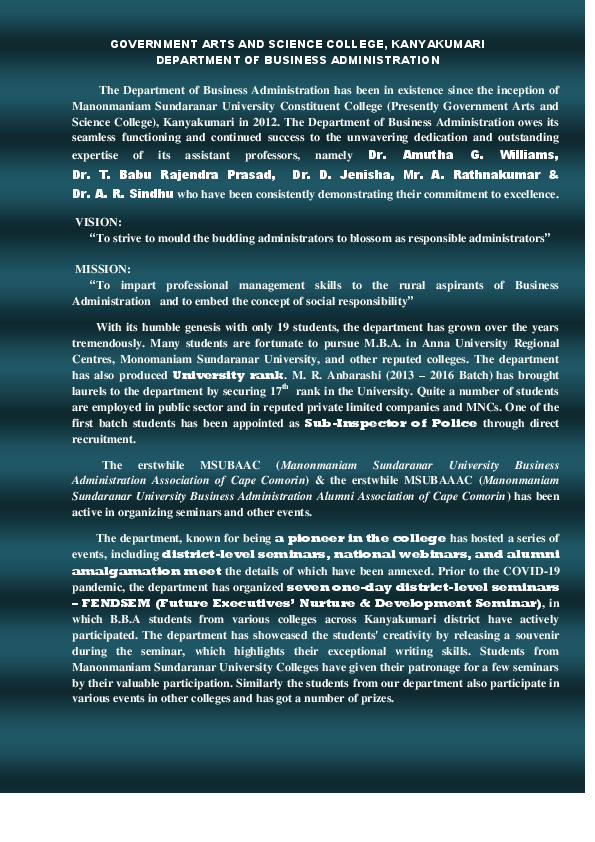 GOVERNMENT ARTS AND SCIENCE COLLEGE, KANYAKUMARI
DEPARTMENT OF BUSINESS ADMINISTRATION
The Department of Business Administration has been in existence since the inception of
Manonmaniam Sundaranar University Constituent College (Presently Government Arts and
Science College), Kanyakumari in 2012. The Department of Business Administration owes its
seamless functioning and continued success to the unwavering dedication and outstanding
expertise of its assistant professors, namely Dr. Amutha G. Williams,
Dr. T. Babu Rajendra Prasad, Dr. D. Jenisha, Mr. A. Rathnakumar &
Dr. A. R. Sindhu who have been consistently demonstrating their commitment to excellence.
VISION:
“To strive to mould the budding administrators to blossom as responsible administrators”
MISSION:
“To impart professional management skills to the rural aspirants of Business
Administration and to embed the concept of social responsibility”
With its humble genesis with only 19 students, the department has grown over the years
tremendously. Many students are fortunate to pursue M.B.A. in Anna University Regional
Centres, Monomaniam Sundaranar University, and other reputed colleges. The department
has also produced University rank. M. R. Anbarashi (2013 – 2016 Batch) has brought
laurels to the department by securing 17th rank in the University. Quite a number of students
are employed in public sector and in reputed private limited companies and MNCs. One of the
first batch students has been appointed as Sub-Inspector of Police through direct
recruitment.
The erstwhile MSUBAAC (Manonmaniam Sundaranar University Business
Administration Association of Cape Comorin) & the erstwhile MSUBAAAC (Manonmaniam
Sundaranar University Business Administration Alumni Association of Cape Comorin) has been
active in organizing seminars and other events.
The department, known for being a pioneer in the college has hosted a series of
events, including district-level seminars, national webinars, and alumni
amalgamation meet the details of which have been annexed. Prior to the COVID-19
pandemic, the department has organized seven one-day district-level seminars
– FENDSEM (Future Executives’ Nurture & Development Seminar), in
which B.B.A students from various colleges across Kanyakumari district have actively
participated. The department has showcased the students' creativity by releasing a souvenir
during the seminar, which highlights their exceptional writing skills. Students from
Manonmaniam Sundaranar University Colleges have given their patronage for a few seminars
by their valuable participation. Similarly the students from our department also participate in
various events in other colleges and has got a number of prizes.